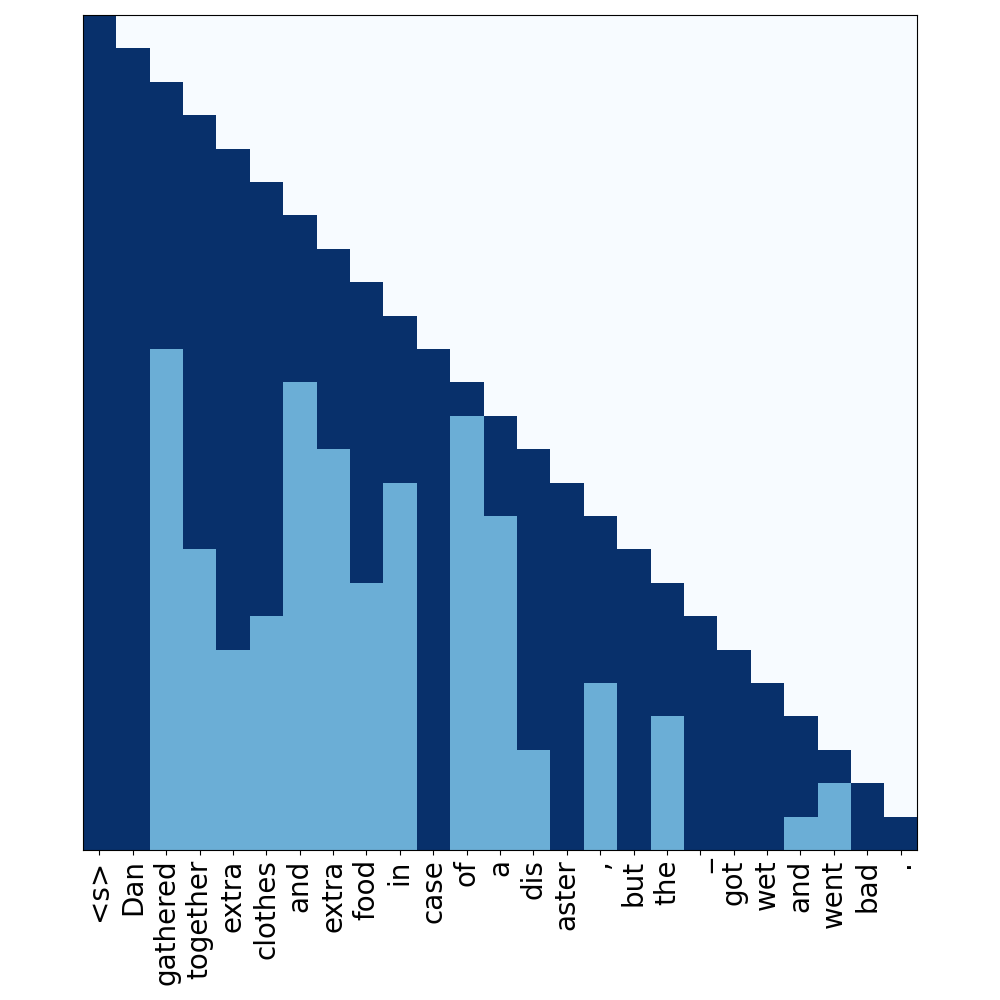 <s> Dan gathered together extra clothes and extra food in case of a dis aster , but the _ got wet and went bad .